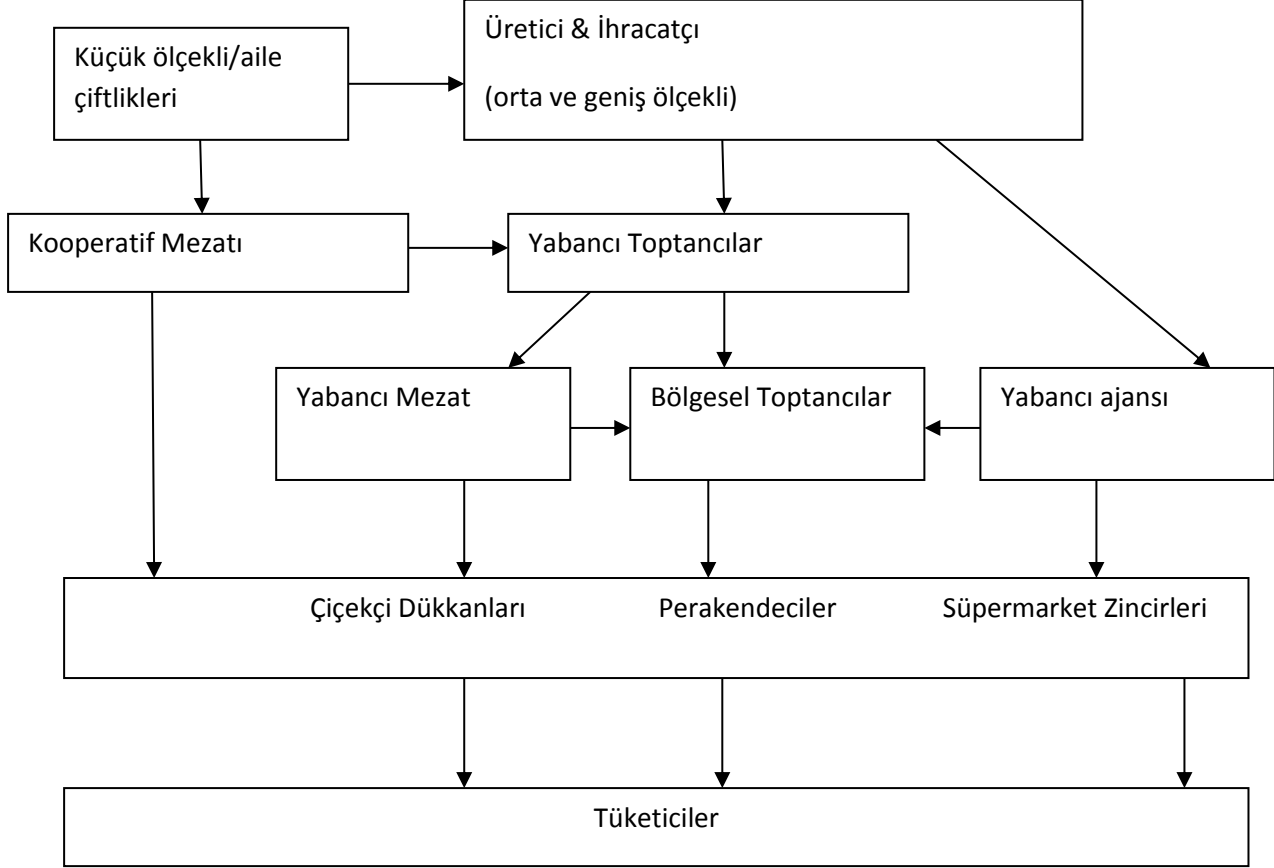 Küçük ölçekli/aile
çiftlikleri
Üretici & İhracatçı
(orta ve geniş ölçekli)
Kooperatif Mezatı
Yabancı Toptancılar
Yabancı Mezat
Bölgesel Toptancılar
Yabancı ajansı
Çiçekçi Dükkanları Perakendeciler Süpermarket Zincirleri
Tüketiciler